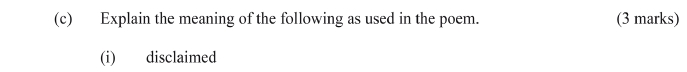 (c) Explain the meaning of the following as used in the poem. (3 marks)
(i) disclaimed